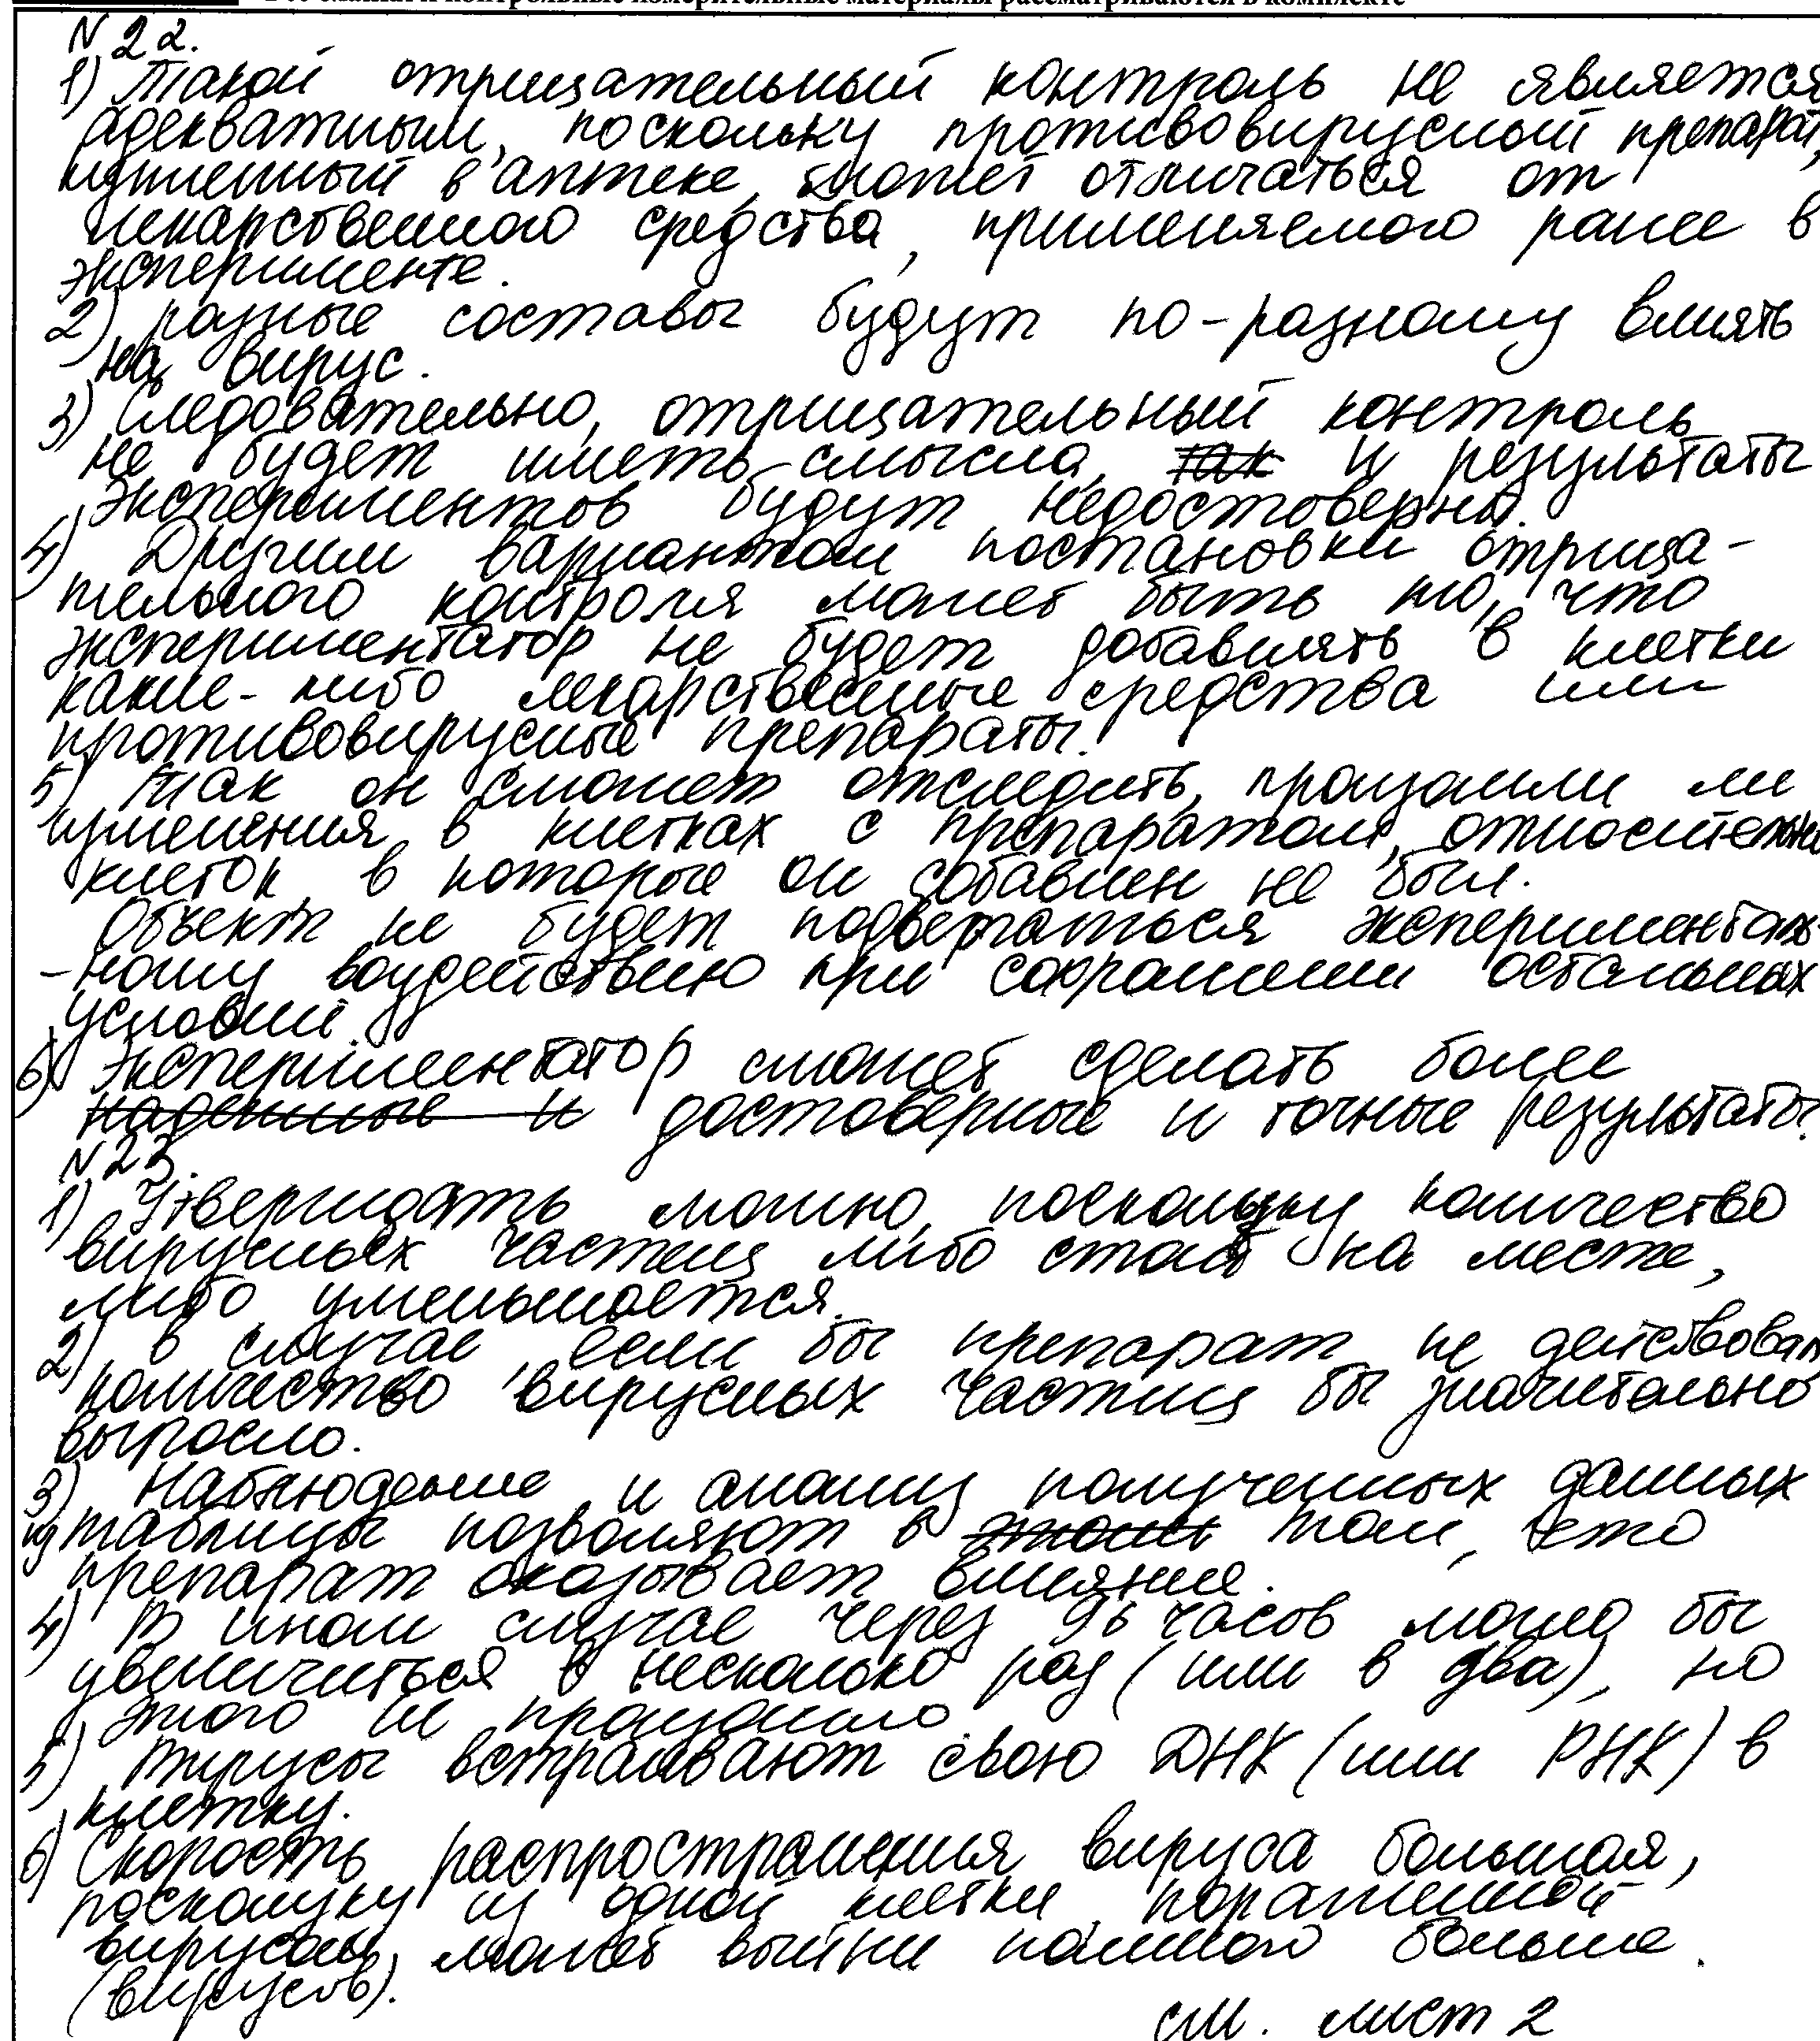 Все бланки и контрольные измерительные материалы рассматриваются в комплекте
N 22.
1) Такой отрицательный контроль не является
адекватным, поскольку противовирусный препарат,
купленный в аптеке, может отличаться от
лекарственного средства, применяемого ранее в
эксперименте.
2) разные составы будут по-разному влиять
на вирус.
3) Следовательно, отрицательный контроль
не будет иметь смысла, так и результаты
экспериментов будут недостоверны.
4) Другим вариантом постановки отрица-
тельного контроля может быть то, что
экспериментатор не будет добавлять в клетки
какие-либо лекарственные средства или
противовирусные препараты.
5) Так он сможет отследить, произошли ли
изменения в клетках с препаратом, относительно
клеток в которые он добавлен не был.
Объект не будет подвергаться эксперименталь-
-ному воздействию при сохранении остальных
условий.
6) Экспериментатор сможет сделать более
надежные и достоверные и точные результаты.
N 23.
1) Утверждать можно, поскольку количество
вирусных частиц либо стоит на месте,
либо уменьшается.
2) В случае, если бы препарат не действовал
количество вирусных частиц бы значительно
выросло.
3) Наблюдение и анализ полученных данных
из таблицы позволяют в том, что
препарат оказывает влияние.
4) В ином случае через 96 часов могло бы
увеличиться в несколько раз (или в два), но
этого не произошло.
5) Вирусы встраивают свою ДНК (или РНК) в
клетку.
6) Скорость распространения вируса большая,
поскольку из одной клетки, пораженной
вирусом, может выйти намного больше.
(вирусов).
см. лист 2